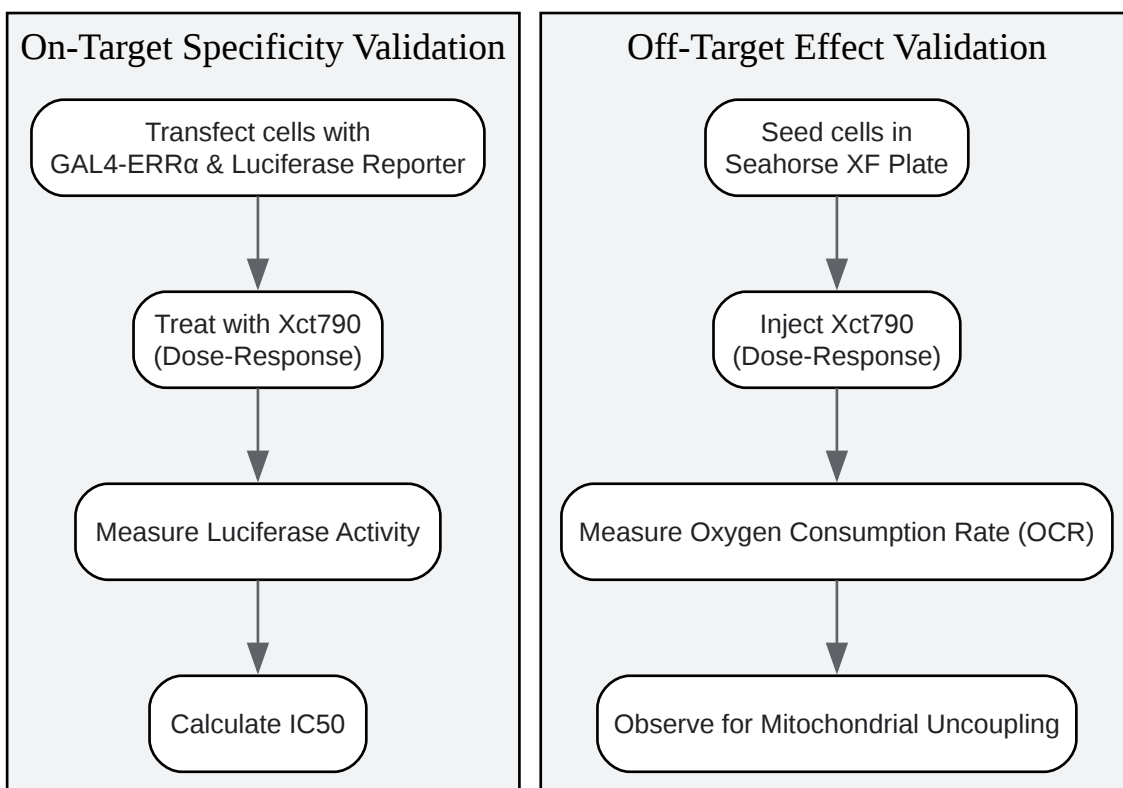 On-Target Specificity Validation
Transfect cells with
GAL4-ERRα & Luciferase Reporter
Treat with Xct790
(Dose-Response)
Measure Luciferase Activity
Calculate IC50
Off-Target Effect Validation
Seed cells in
Seahorse XF Plate
Inject Xct790
(Dose-Response)
Measure Oxygen Consumption Rate (OCR)
Observe for Mitochondrial Uncoupling